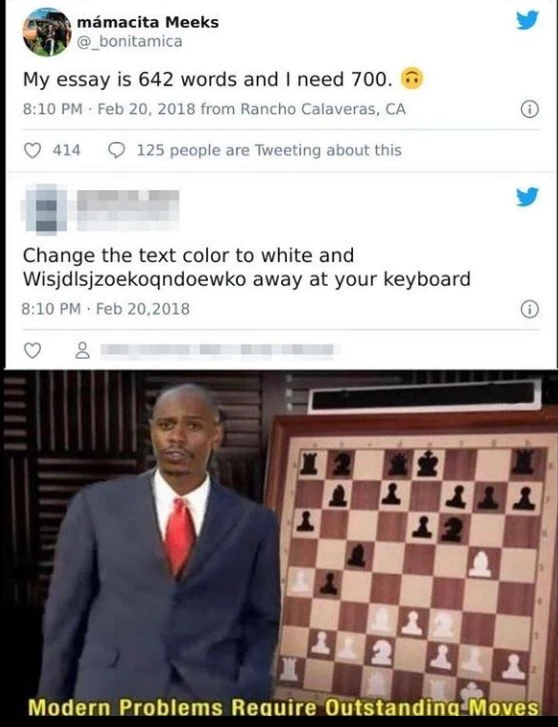 mámacita Meeks
@_bonitamica
My essay is 642 words and I need 700. 🙃
8:10 PM · Feb 20, 2018 from Rancho Calaveras, CA
414 125 people are Tweeting about this
Change the text color to white and
Wisjdlsjzoekoqndoewko away at your keyboard
8:10 PM · Feb 20,2018
Modern Problems Require Outstanding Moves